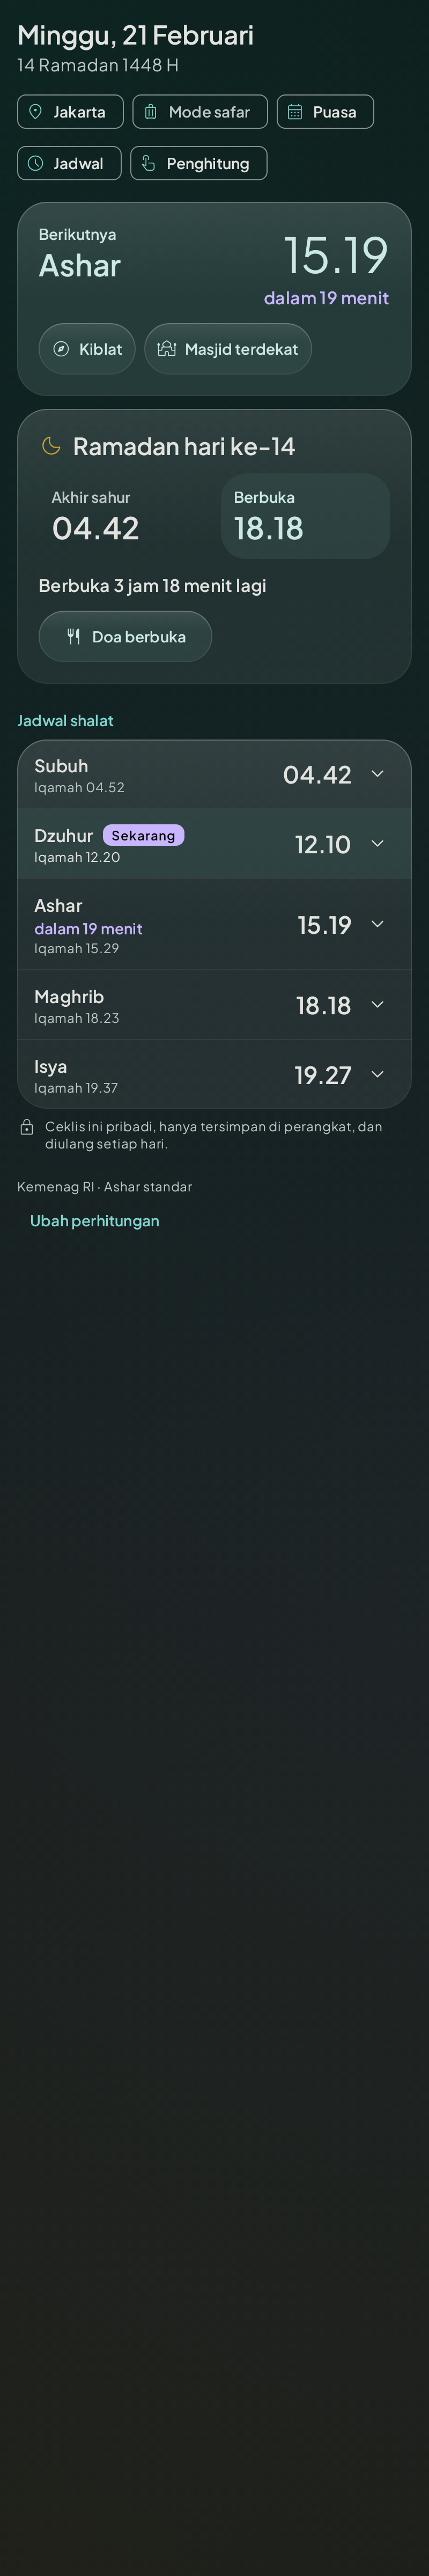 Minggu, 21 Februari
14 Ramadan 1448 H
Jakarta
Mode safar
Puasa
Jadwal
Penghitung
Berikutnya
Ashar
15.19
dalam 19 menit
Kiblat
Masjid terdekat
Ramadan hari ke-14
Akhir sahur
04.42
Berbuka
18.18
Berbuka 3 jam 18 menit lagi
Doa berbuka
Jadwal shalat
Subuh
Iqamah 04.52
04.42
Dzuhur
Sekarang
Iqamah 12.20
12.10
Ashar
dalam 19 menit
Iqamah 15.29
15.19
Maghrib
Iqamah 18.23
18.18
Isya
Iqamah 19.37
19.27
Ceklis ini pribadi, hanya tersimpan di perangkat, dan
diulang setiap hari.
Kemenag RI · Ashar standar
Ubah perhitungan